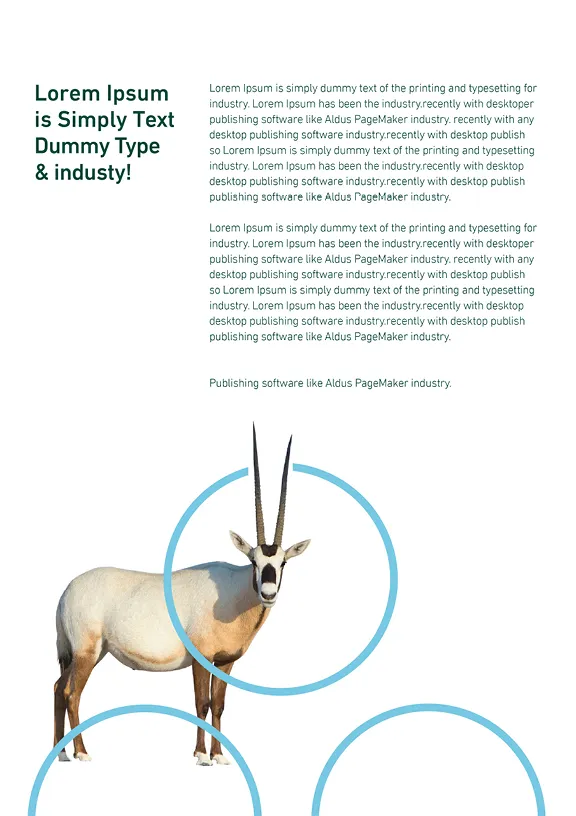 Lorem Ipsum
is Simply Text
Dummy Type
& industy!
Lorem Ipsum is simply dummy text of the printing and typesetting for
industry. Lorem Ipsum has been the industry.recently with desktoper
publishing software like Aldus PageMaker industry. recently with any
desktop publishing software industry.recently with desktop publish
so Lorem Ipsum is simply dummy text of the printing and typesetting
industry. Lorem Ipsum has been the industry.recently with desktop
desktop publishing software industry.recently with desktop publish
publishing software like Aldus PageMaker industry.
Lorem Ipsum is simply dummy text of the printing and typesetting for
industry. Lorem Ipsum has been the industry.recently with desktoper
publishing software like Aldus PageMaker industry. recently with any
desktop publishing software industry.recently with desktop publish
so Lorem Ipsum is simply dummy text of the printing and typesetting
industry. Lorem Ipsum has been the industry.recently with desktop
desktop publishing software industry.recently with desktop publish
publishing software like Aldus PageMaker industry.
Publishing software like Aldus PageMaker industry.